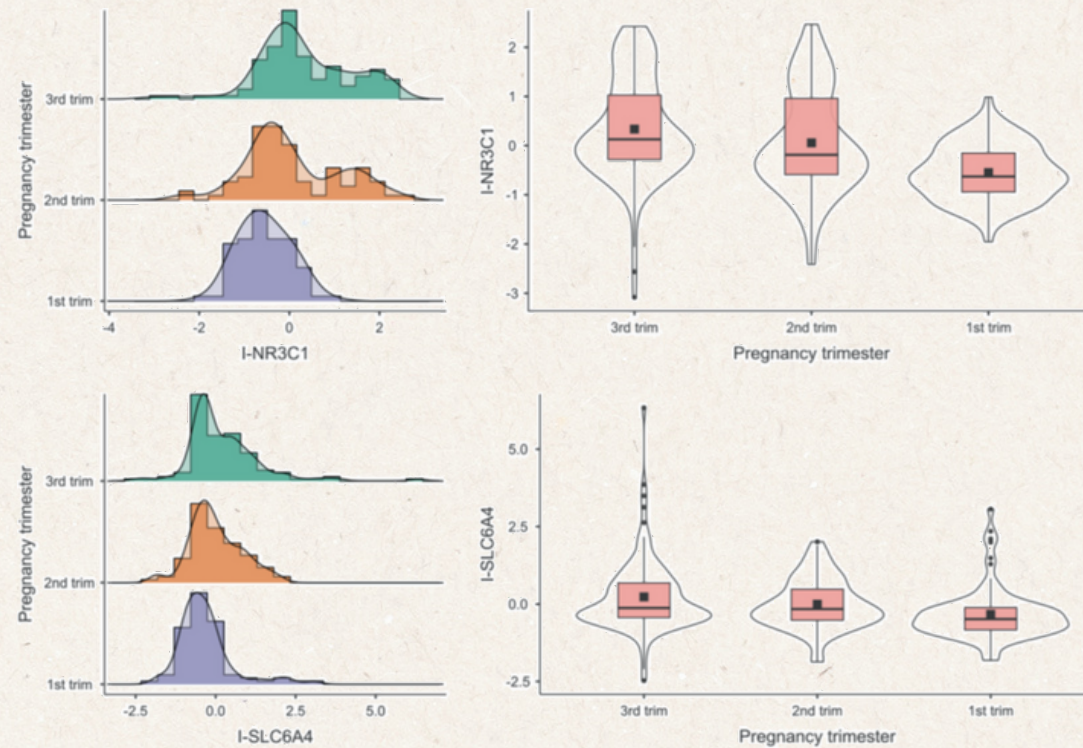 Pregnancy trimester
3rd trim
2nd trim
1st trim
-4
-2
0
2
I-NR3C1
I-NR3C1
2
1
0
-1
-2
-3
3rd trim
2nd trim
1st trim
Pregnancy trimester
Pregnancy trimester
3rd trim
2nd trim
1st trim
-2.5
0.0
2.5
5.0
I-SLC6A4
I-SLC6A4
5.0
2.5
0.0
-2.5
3rd trim
2nd trim
1st trim
Pregnancy trimester